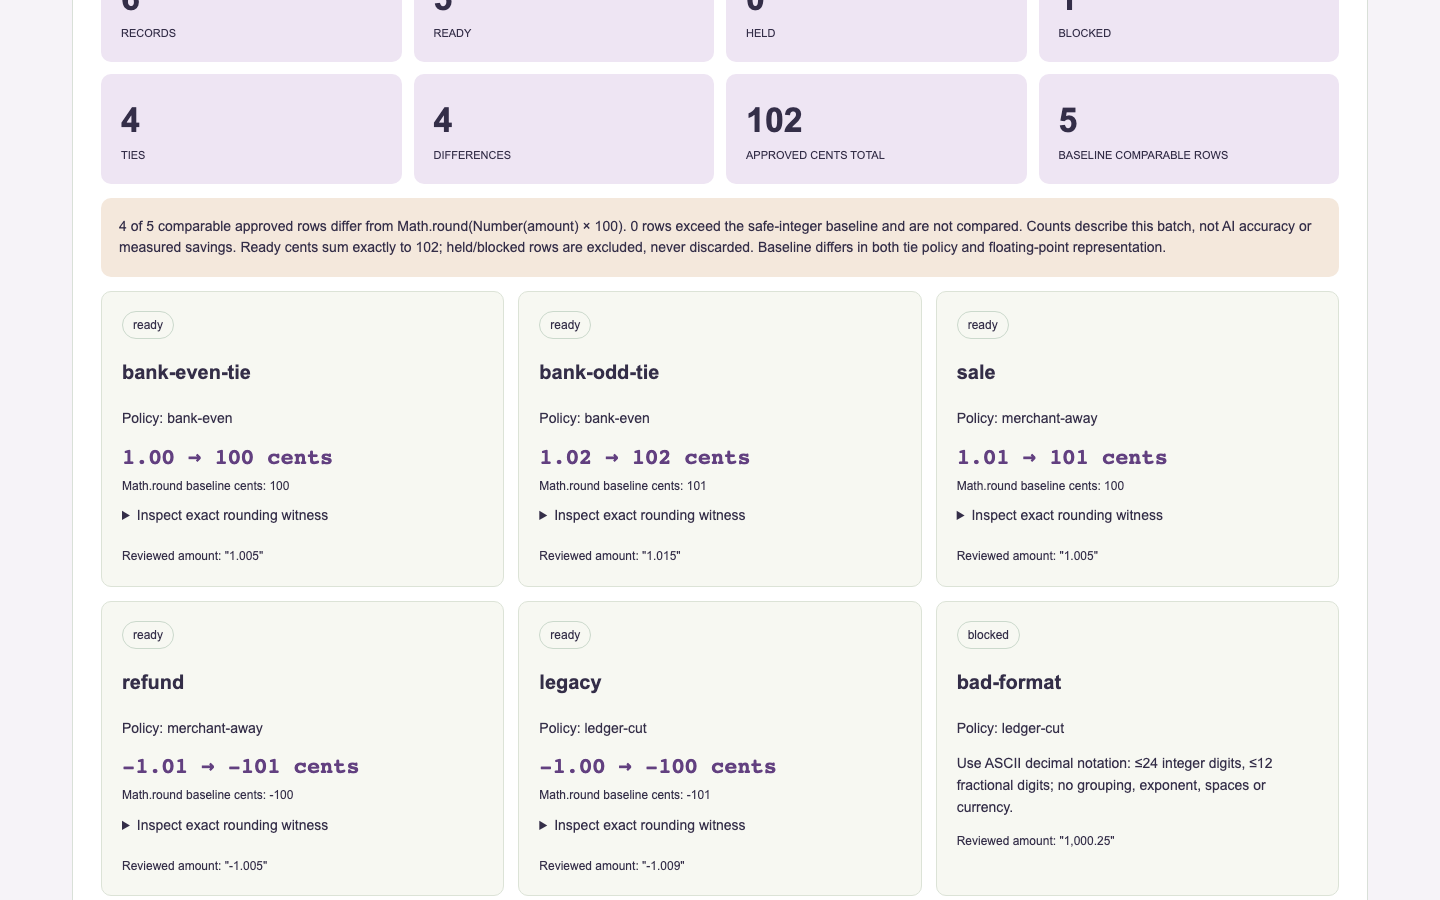 RECORDS
READY
HELD
BLOCKED
4
TIES
4
DIFFERENCES
102
APPROVED CENTS TOTAL
5
BASELINE COMPARABLE ROWS
4 of 5 comparable approved rows differ from Math.round(Number(amount) × 100). 0 rows exceed the safe-integer baseline and are not compared. Counts describe this batch, not AI accuracy or
measured savings. Ready cents sum exactly to 102; held/blocked rows are excluded, never discarded. Baseline differs in both tie policy and floating-point representation.
ready
bank-even-tie
Policy: bank-even
1.00 → 100 cents
Math.round baseline cents: 100
▶ Inspect exact rounding witness
Reviewed amount: "1.005"
ready
bank-odd-tie
Policy: bank-even
1.02 → 102 cents
Math.round baseline cents: 101
▶ Inspect exact rounding witness
Reviewed amount: "1.015"
ready
sale
Policy: merchant-away
1.01 → 101 cents
Math.round baseline cents: 100
▶ Inspect exact rounding witness
Reviewed amount: "1.005"
ready
refund
Policy: merchant-away
-1.01 → -101 cents
Math.round baseline cents: -100
▶ Inspect exact rounding witness
Reviewed amount: "-1.005"
ready
legacy
Policy: ledger-cut
-1.00 → -100 cents
Math.round baseline cents: -101
▶ Inspect exact rounding witness
Reviewed amount: "-1.009"
blocked
bad-format
Policy: ledger-cut
Use ASCII decimal notation: ≤24 integer digits, ≤12
fractional digits; no grouping, exponent, spaces or
currency.
Reviewed amount: "1,000.25"